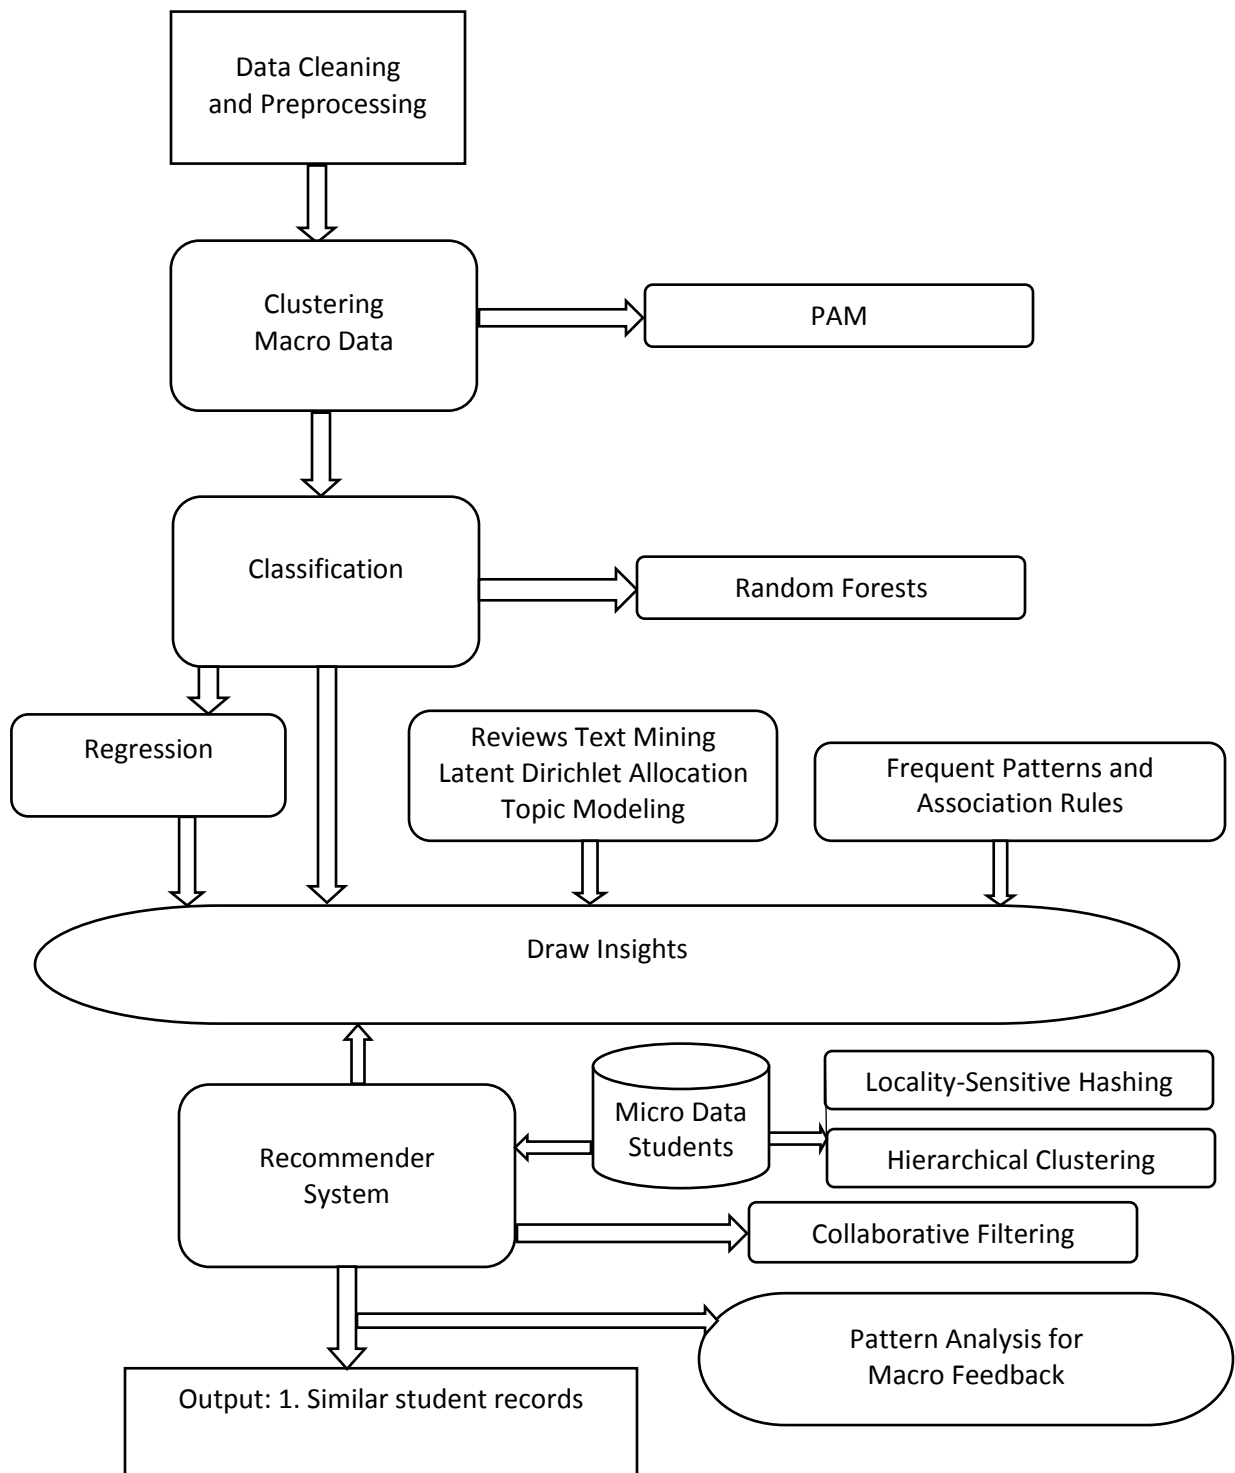 Data Cleaning
and Preprocessing
Clustering
Macro Data
PAM
Classification
Random Forests
Regression
Reviews Text Mining
Latent Dirichlet Allocation
Topic Modeling
Frequent Patterns and
Association Rules
Draw Insights
Locality-Sensitive Hashing
Micro Data
Students
Hierarchical Clustering
Recommender
System
Collaborative Filtering
Pattern Analysis for
Macro Feedback
Output: 1. Similar student records